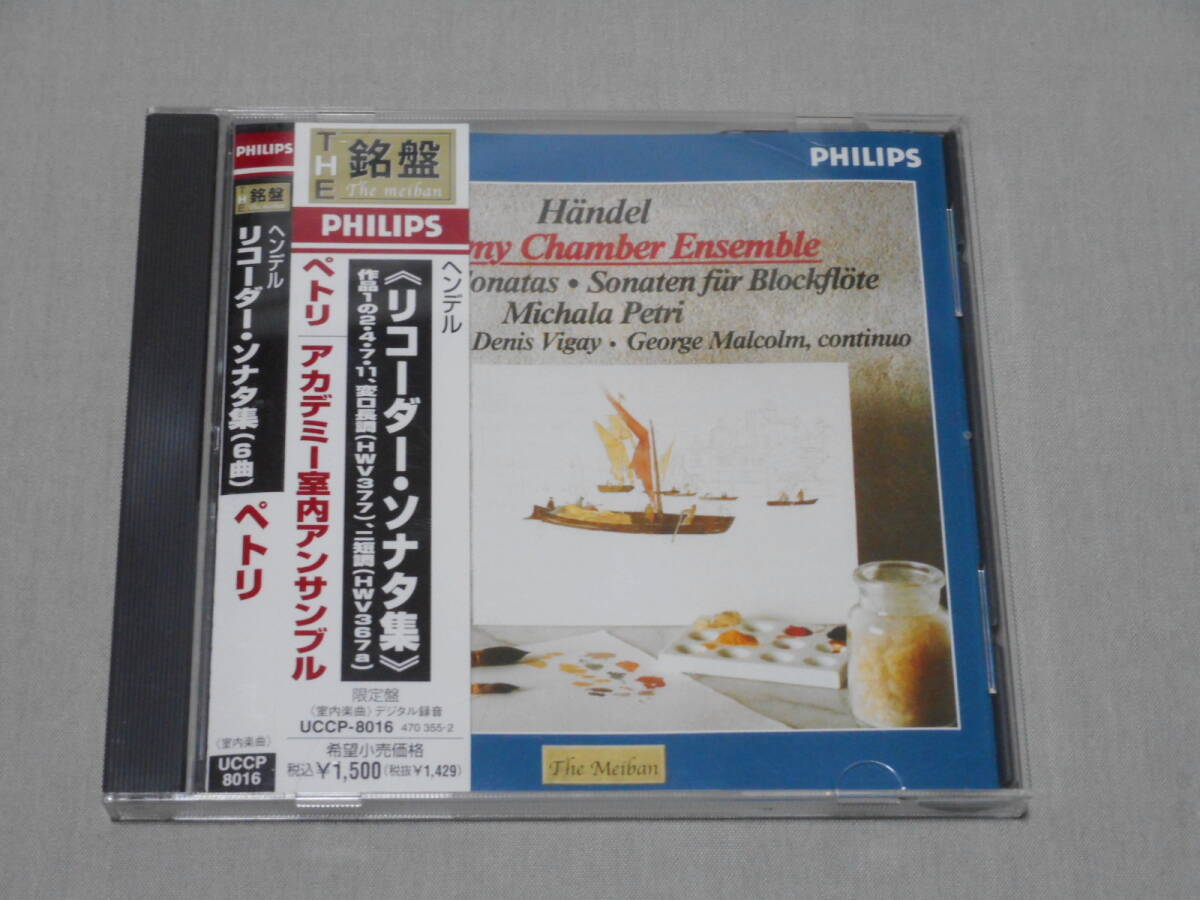 PHILIPS
THE 銘盤
ヘンデル
リコーダー・ソナタ集(6曲)
ペトリ
〈室内楽曲〉
UCCP
8016
THE 銘盤
The meiban
PHILIPS
ヘンデル
《リコーダー・ソナタ集》
作品1の2・4・7・11、変ロ長調(HWV377)、ニ短調(HWV367a)
ペトリ アカデミー室内アンサンブル
限定盤
〈室内楽曲〉デジタル録音
UCCP-8016 470 355-2
希望小売価格
税込¥1,500(税抜¥1,429)
PHILIPS
Händel
my Chamber Ensemble
onatas • Sonaten für Blockflöte
Michala Petri
Denis Vigay • George Malcolm, continuo
The Meiban